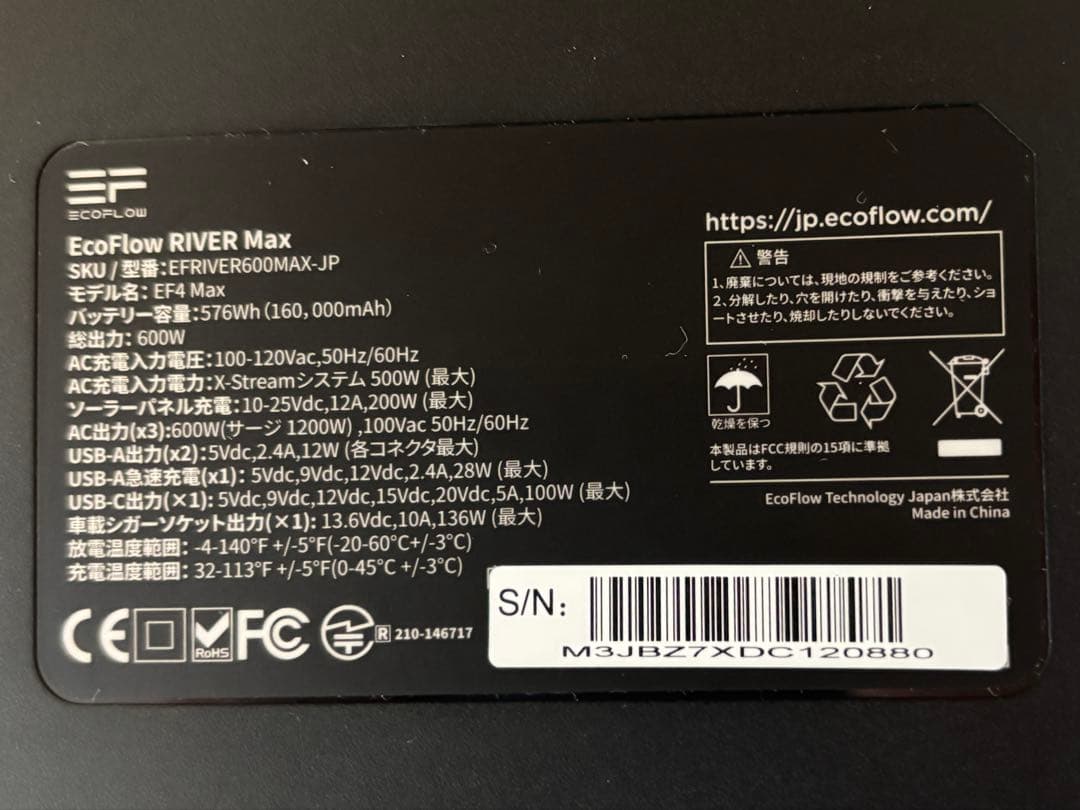 EF
ECOFLOW
EcoFlow RIVER Max
SKU / 型番:EFRIVER600MAX-JP
モデル名: EF4 Max
バッテリー容量:576Wh (160, 000mAh)
総出力: 600W
AC充電入力電圧:100-120Vac,50Hz/60Hz
AC充電入力電力:X-Streamシステム 500W (最大)
ソーラーパネル充電:10-25Vdc,12A,200W (最大)
AC出力(x3):600W(サージ 1200W) ,100Vac 50Hz/60Hz
USB-A出力(x2): 5Vdc, 2.4A,12W (各コネクタ最大)
USB-A急速充電(x1): 5Vdc,9Vdc,12Vdc,2.4A,28W (最大)
USB-C出力(×1): 5Vdc,9Vdc,12Vdc,15Vdc,20Vdc,5A,100W (最大)
車載シガーソケット出力(×1): 13.6Vdc,10A,136W (最大)
放電温度範囲: -4-140°F +/-5°F(-20-60°C+/-3°C)
充電温度範囲: 32-113°F +/-5°F(0-45°C +/-3°C)
CE RoHS FC R 210-146717
https://jp.ecoflow.com/
警告
1、廃棄については、現地の規制をご参考ください。
2、分解したり、穴を開けたり、衝撃を与えたり、ショ
ートさせたり、焼却したりしないでください。
乾燥を保つ
本製品はFCC規則の15項に準拠
しています。
EcoFlow Technology Japan株式会社
Made in China
S/N:
M3JBZ7XDC120880